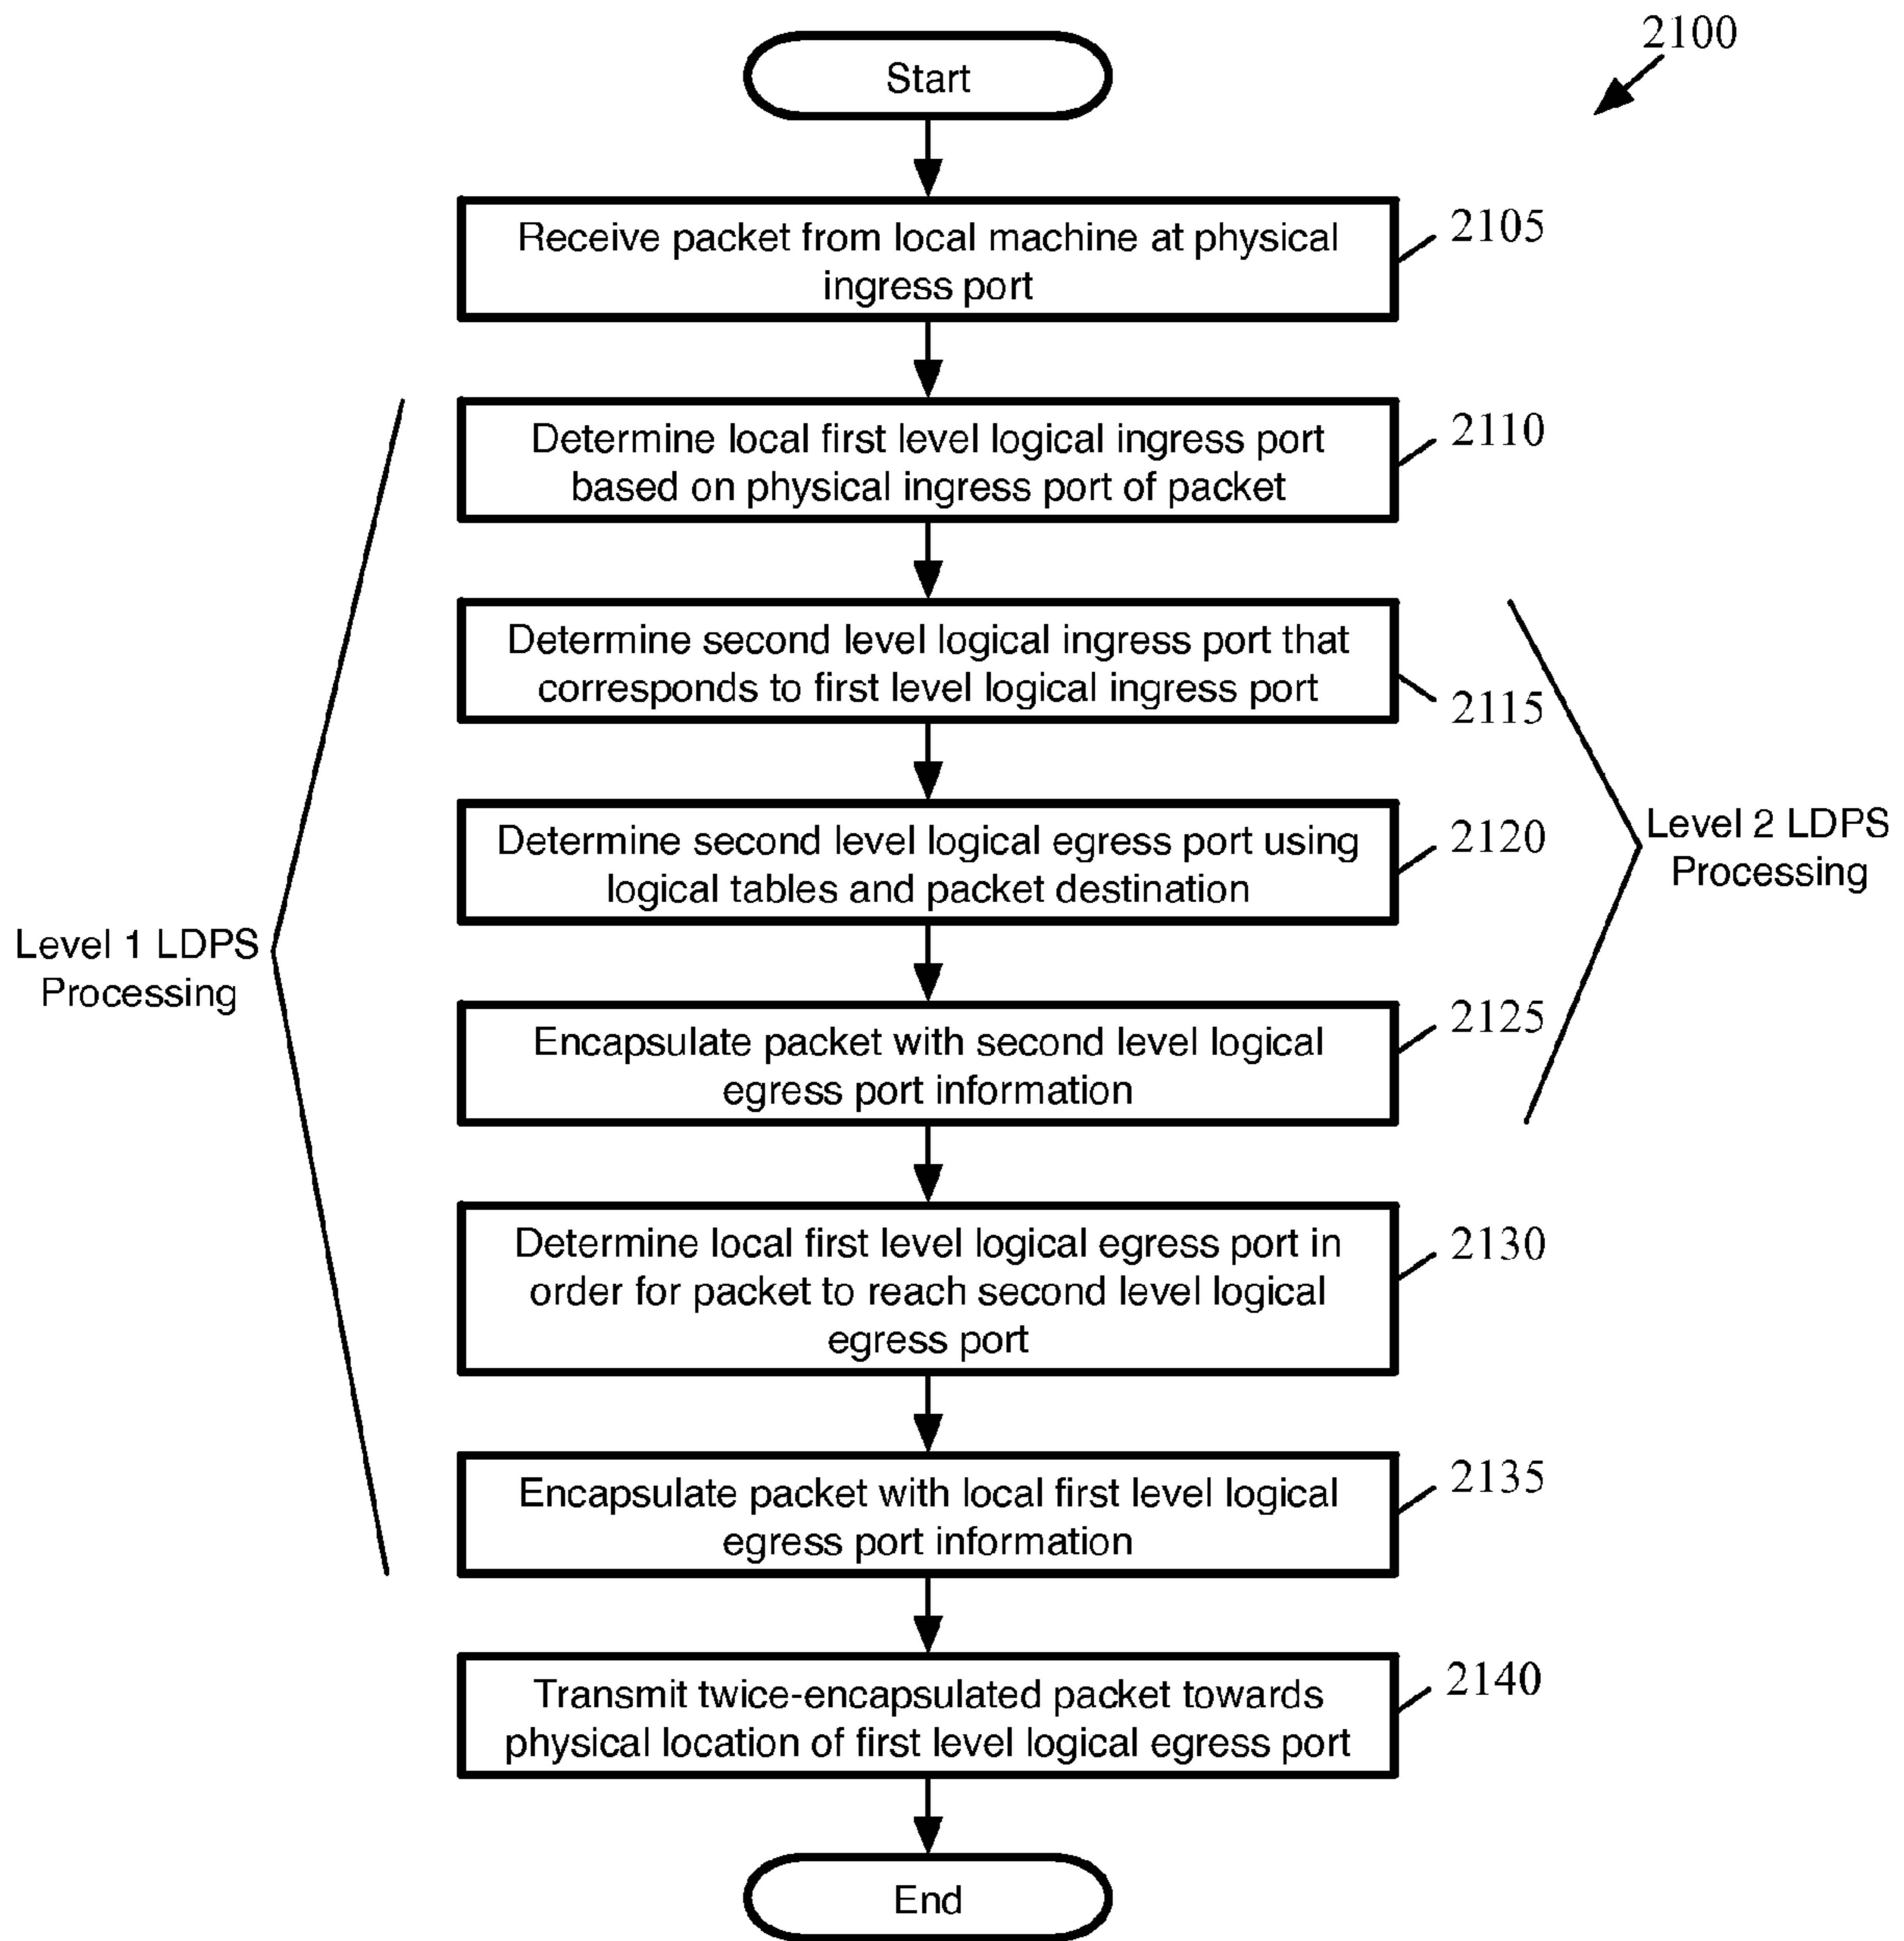 2100
Start
Receive packet from local machine at physical
ingress port
2105
Determine local first level logical ingress port
based on physical ingress port of packet
2110
Determine second level logical ingress port that
corresponds to first level logical ingress port
2115
Determine second level logical egress port using
logical tables and packet destination
2120
Level 2 LDPS
Processing
Level 1 LDPS
Processing
Encapsulate packet with second level logical
egress port information
2125
Determine local first level logical egress port in
order for packet to reach second level logical
egress port
2130
Encapsulate packet with local first level logical
egress port information
2135
Transmit twice-encapsulated packet towards
physical location of first level logical egress port
2140
End